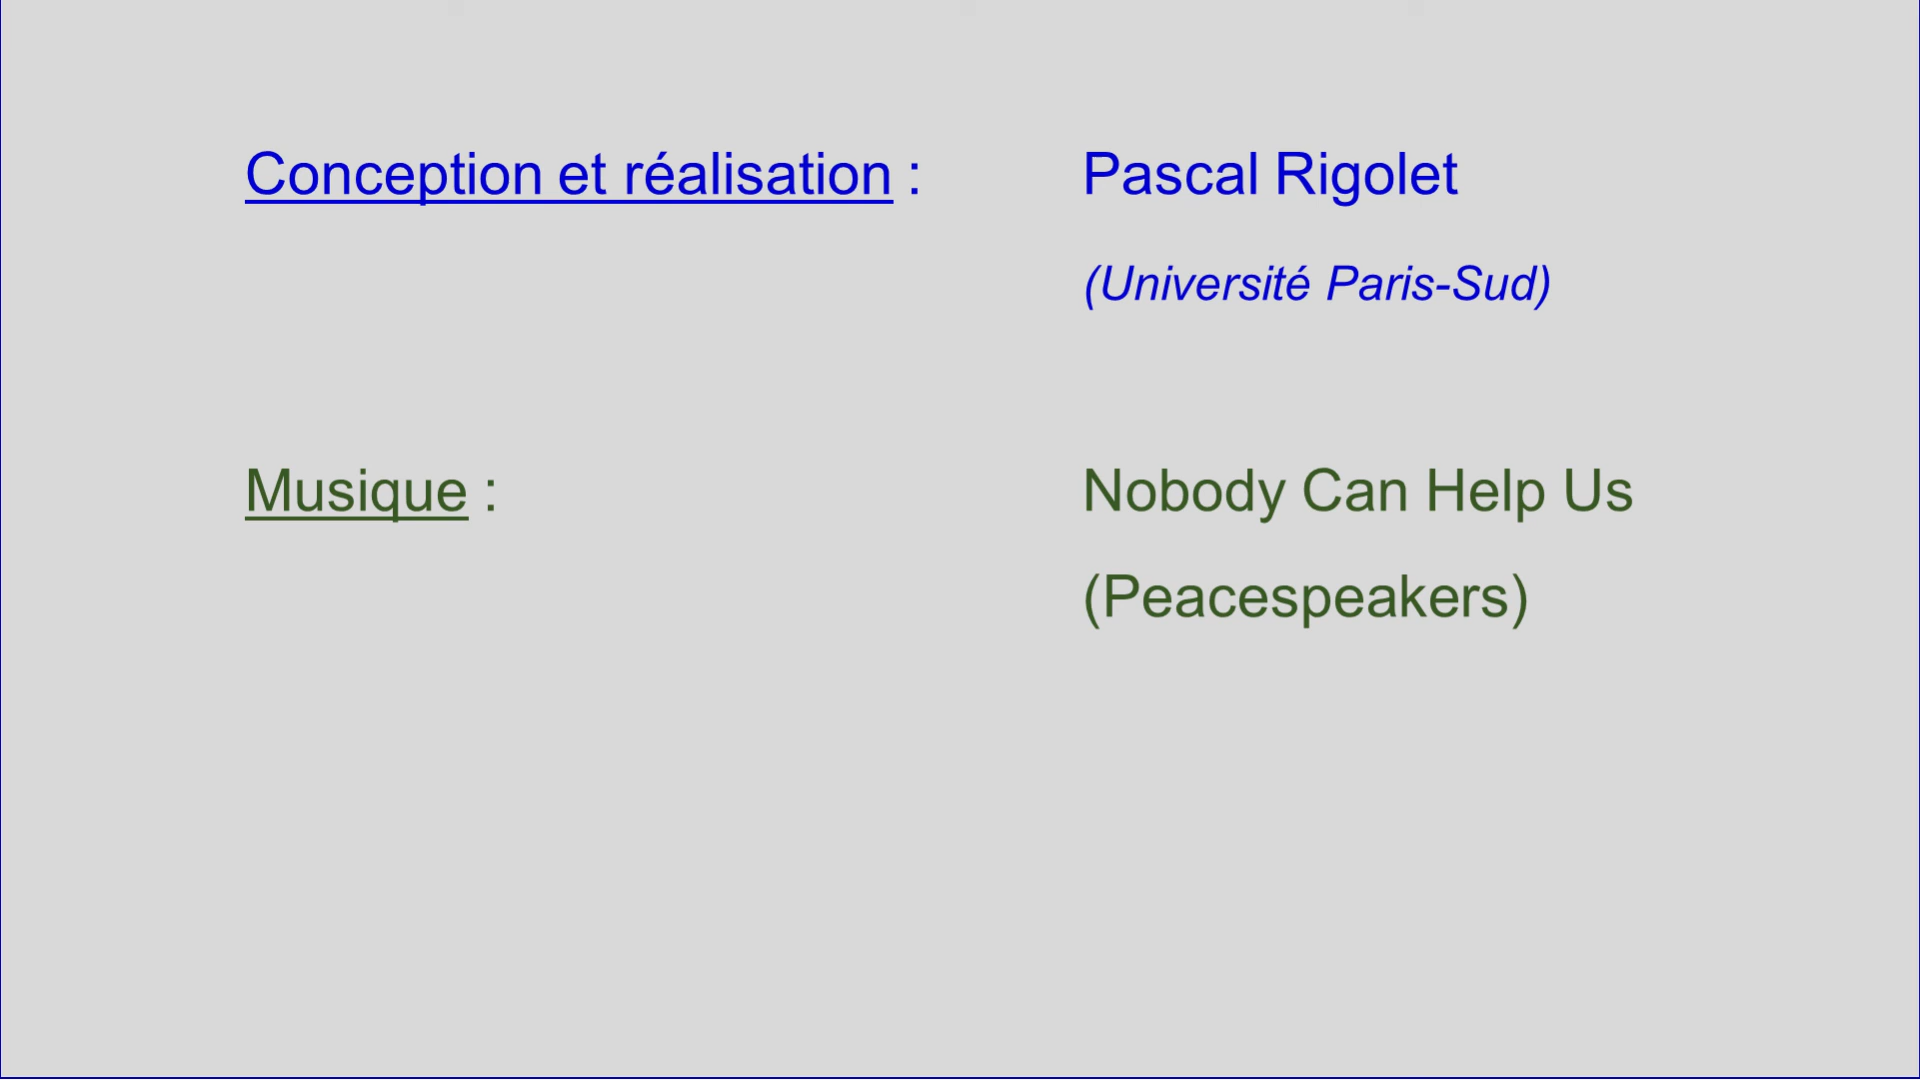 Conception et réalisation : Pascal Rigolet
(Université Paris-Sud)
Musique : Nobody Can Help Us
(Peacespeakers)